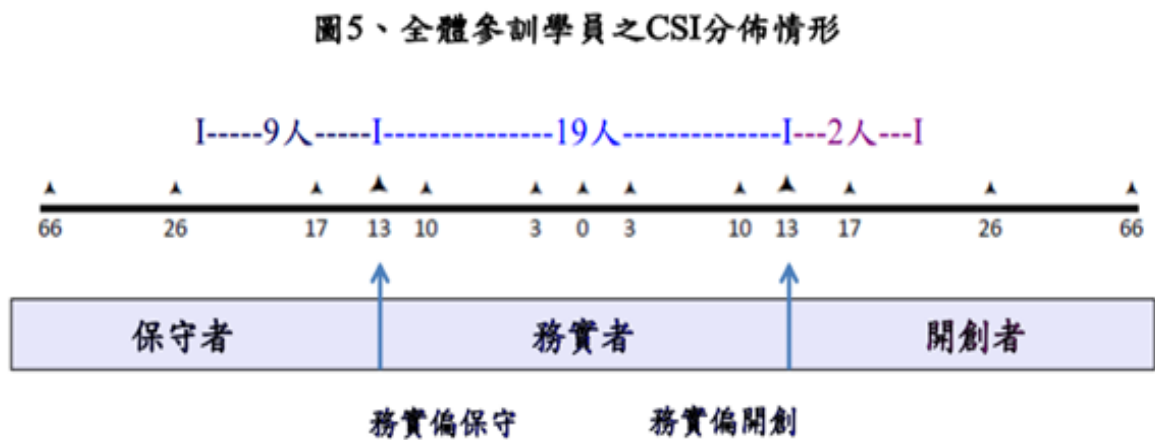 圖5、全體參訓學員之CSI分佈情形
I-----9人-----I---------------19人--------------I---2人---I
66 26 17 13 10 3 0 3 10 13 17 26 66
保守者 務實者 開創者
務實偏保守 務實偏開創